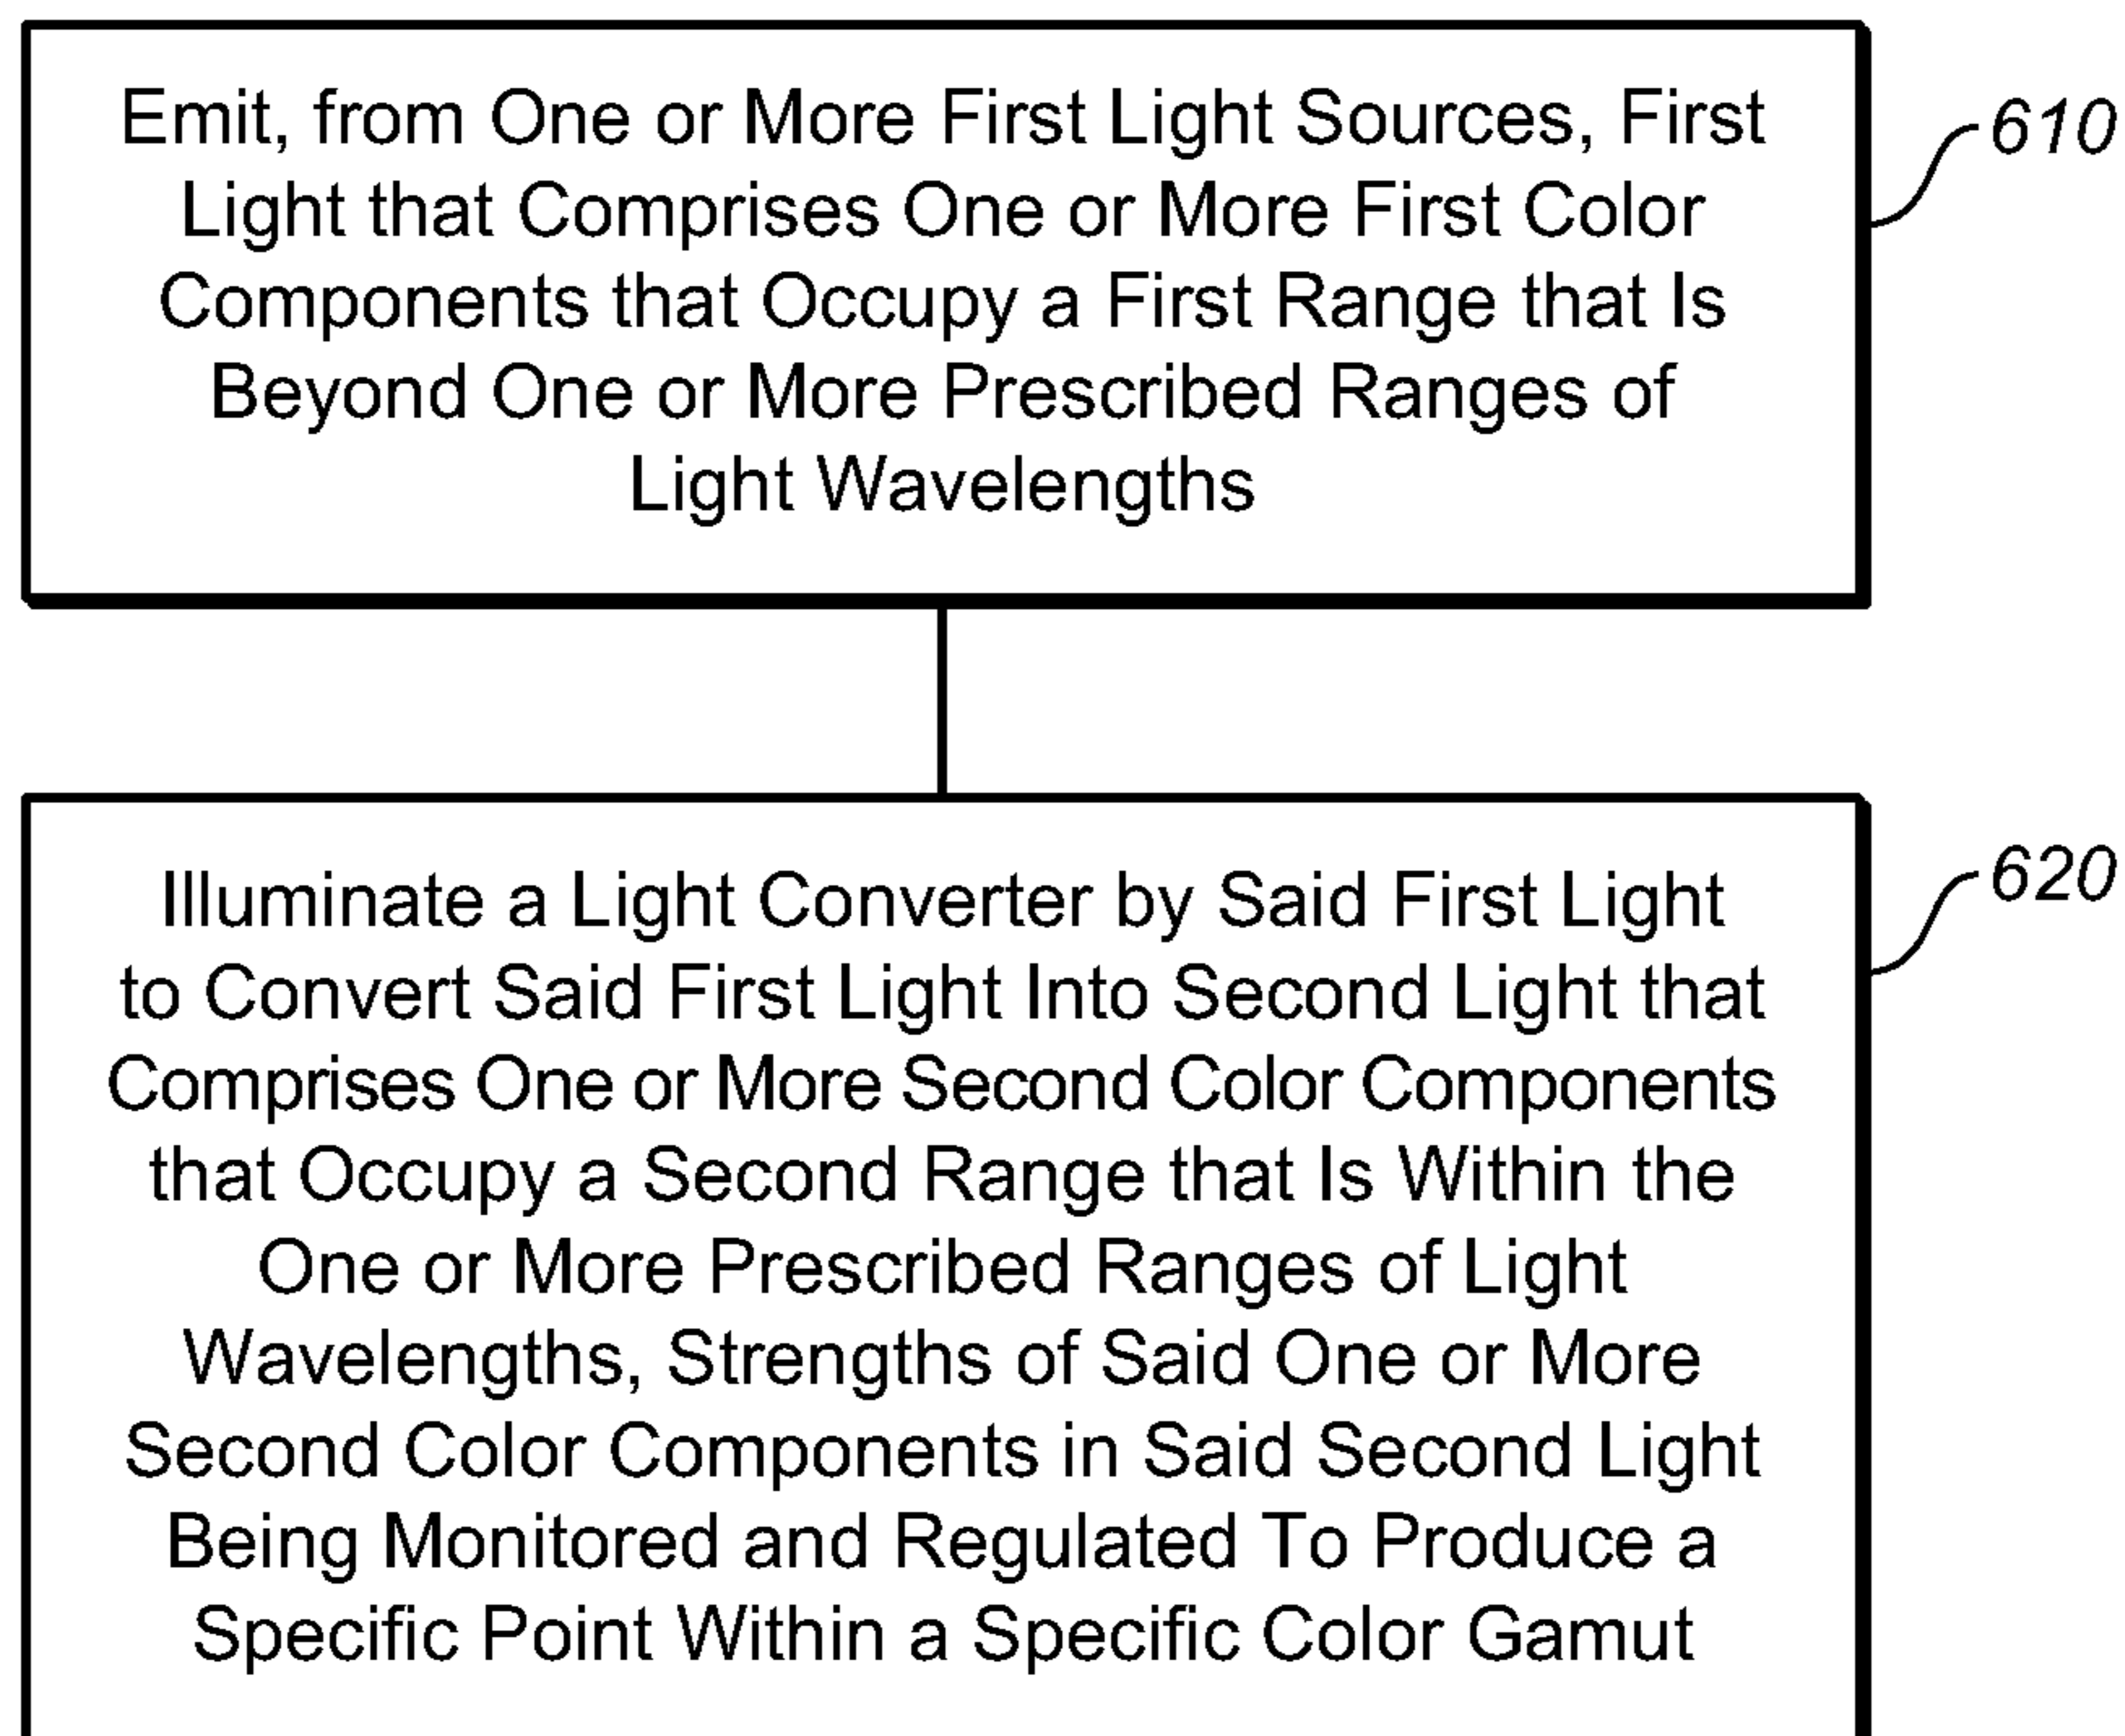 Emit, from One or More First Light Sources, First
Light that Comprises One or More First Color
Components that Occupy a First Range that Is
Beyond One or More Prescribed Ranges of
Light Wavelengths
610
Illuminate a Light Converter by Said First Light
to Convert Said First Light Into Second Light that
Comprises One or More Second Color Components
that Occupy a Second Range that Is Within the
One or More Prescribed Ranges of Light
Wavelengths, Strengths of Said One or More
Second Color Components in Said Second Light
Being Monitored and Regulated To Produce a
Specific Point Within a Specific Color Gamut
620